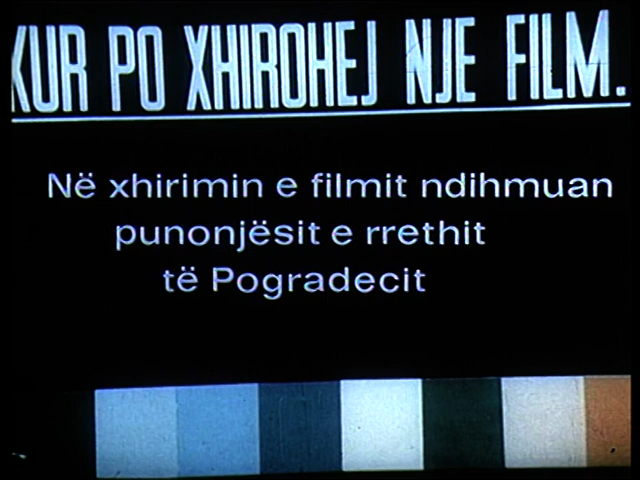 KUR PO XHIROHEJ NJE FILM.
Në xhirimin e filmit ndihmuan
punonjësit e rrethit
të Pogradecit